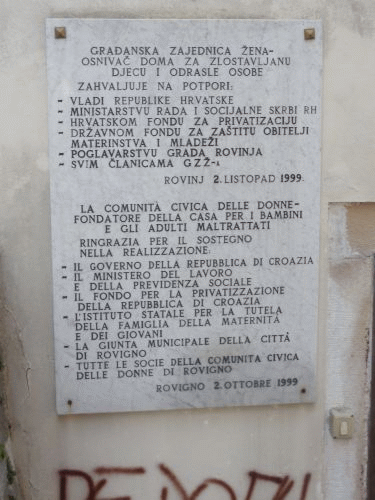 GRAĐANSKA ZAJEDNICA ŽENA-
OSNIVAČ DOMA ZA ZLOSTAVLJANU
DJECU I ODRASLE OSOBE
ZAHVALJUJE NA POTPORI:
- VLADI REPUBLIKE HRVATSKE
- MINISTARSTVU RADA I SOCIJALNE SKRBI RH
- HRVATSKOM FONDU ZA PRIVATIZACIJU
- DRŽAVNOM FONDU ZA ZAŠTITU OBITELJI
MATERINSTVA I MLADEŽI
- POGLAVARSTVU GRADA ROVINJA
- SVIM ČLANICAMA GZŽ-a
ROVINJ 2. LISTOPAD 1999.
LA COMUNITÀ CIVICA DELLE DONNE-
FONDATORE DELLA CASA PER I BAMBINI
E GLI ADULTI MALTRATTATI
RINGRAZIA PER IL SOSTEGNO
NELLA REALIZZAZIONE:
- IL GOVERNO DELLA REPUBBLICA DI CROAZIA
- IL MINISTERO DEL LAVORO
E DELLA PREVIDENZA SOCIALE
- IL FONDO PER LA PRIVATIZZAZIONE
DELLA REPUBBLICA DI CROAZIA
- L'ISTITUTO STATALE PER LA TUTELA
DELLA FAMIGLIA DELLA MATERNITÀ
E DEI GIOVANI
- LA GIUNTA MUNICIPALE DELLA CITTÀ
DI ROVIGNO
- TUTTE LE SOCIE DELLA COMUNITA CIVICA
DELLE DONNE DI ROVIGNO
ROVIGNO 2. OTTOBRE 1999